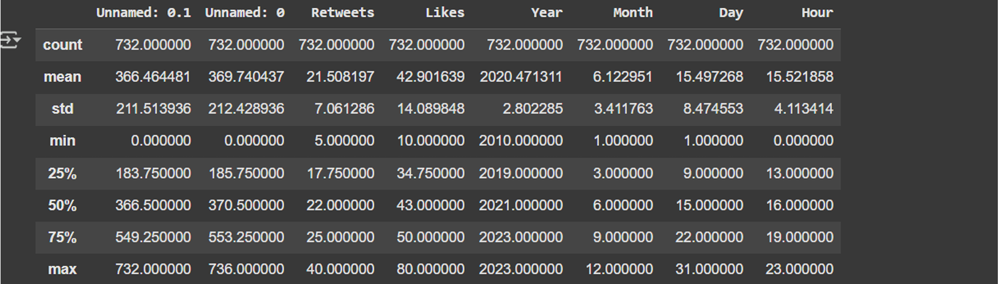 Unnamed: 0.1 Unnamed: 0 Retweets Likes Year Month Day Hour
count 732.000000 732.000000 732.000000 732.000000 732.000000 732.000000 732.000000 732.000000
mean 366.464481 369.740437 21.508197 42.901639 2020.471311 6.122951 15.497268 15.521858
std 211.513936 212.428936 7.061286 14.089848 2.802285 3.411763 8.474553 4.113414
min 0.000000 0.000000 5.000000 10.000000 2010.000000 1.000000 1.000000 0.000000
25% 183.750000 185.750000 17.750000 34.750000 2019.000000 3.000000 9.000000 13.000000
50% 366.500000 370.500000 22.000000 43.000000 2021.000000 6.000000 15.000000 16.000000
75% 549.250000 553.250000 25.000000 50.000000 2023.000000 9.000000 22.000000 19.000000
max 732.000000 736.000000 40.000000 80.000000 2023.000000 12.000000 31.000000 23.000000